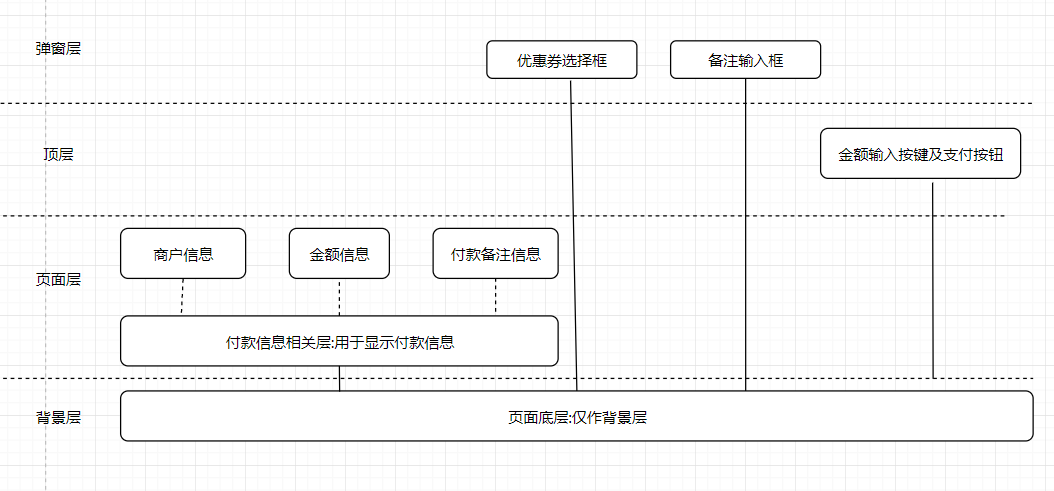 弹窗层
优惠券选择框
备注输入框
顶层
金额输入按键及支付按钮
页面层
商户信息
金额信息
付款备注信息
付款信息相关层:用于显示付款信息
背景层
页面底层:仅作背景层